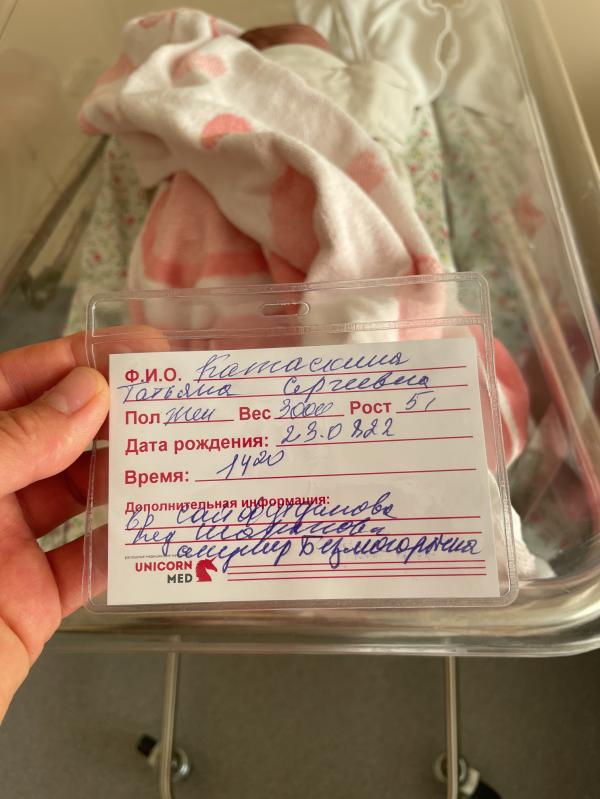 Ф.И.О. Катаскина
Татьяна Сергеевна
Пол Жен Вес 3000 Рост 51
Дата рождения: 23.0822
Время: 1420
Дополнительная информация:
Вр
Пед
акушер
UNICORN
MED